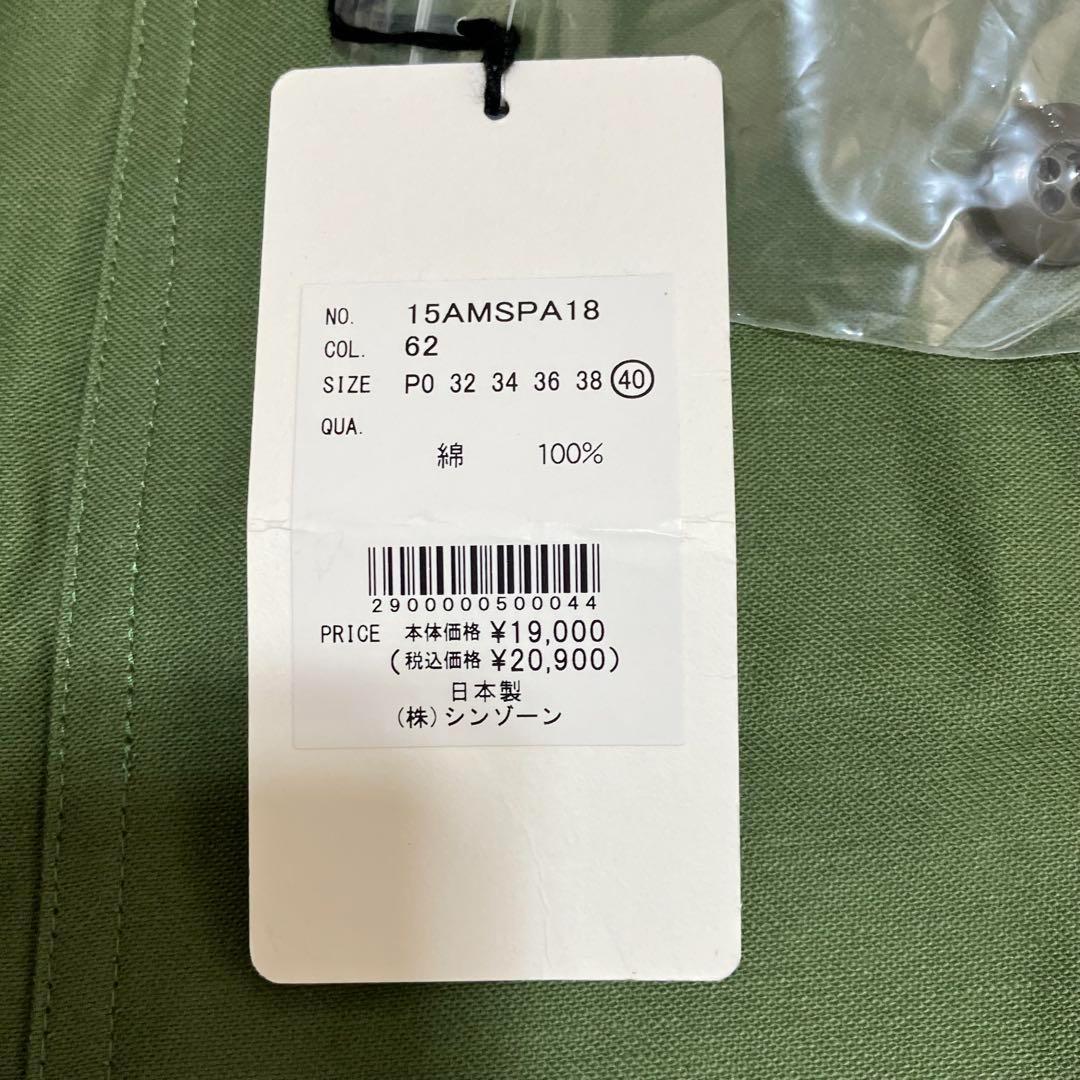 NO. 15AMSPA18
COL. 62
SIZE P0 32 34 36 38 40
QUA.
綿 100%
2900000500044
PRICE 本体価格 ¥19,000
(税込価格 ¥20,900)
日本製
(株)シンゾーン